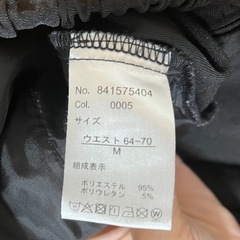 No. 841575404
Col. 0005
サイズ
ウエスト 64-70
M
組成表示
ポリエステル 95%
ポリウレタン 5%